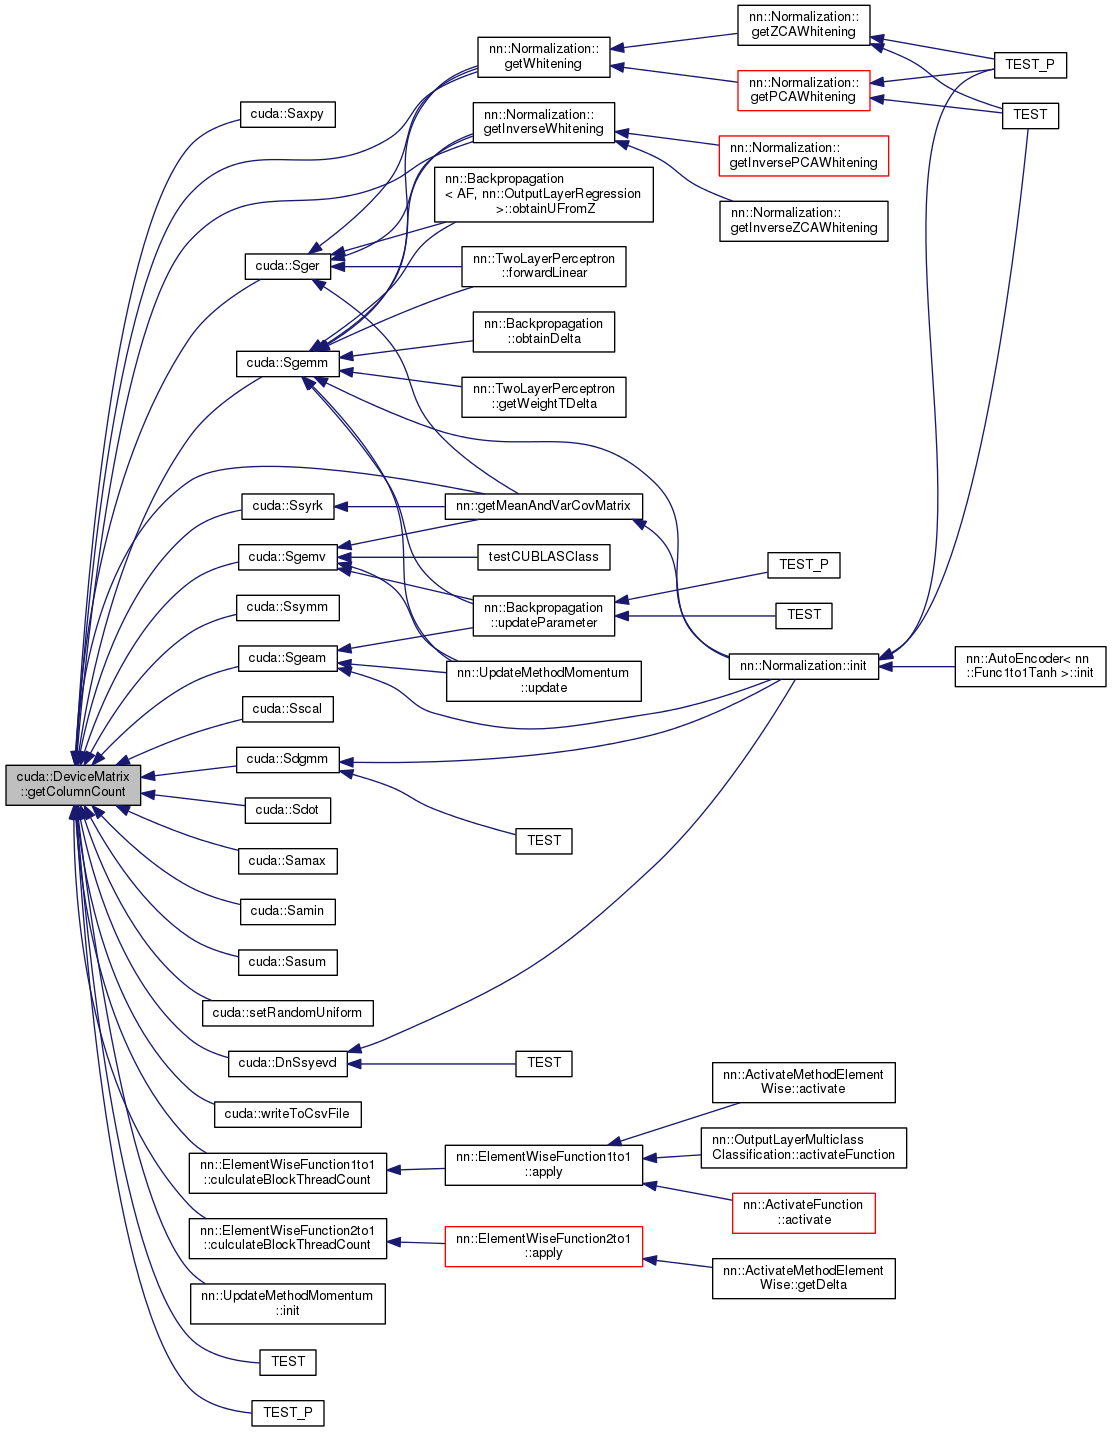 cuda::DeviceMatrix
::getColumnCount
cuda::Saxpy
cuda::Sger
cuda::Sgemm
cuda::Ssyrk
cuda::Sgemv
cuda::Ssymm
cuda::Sgeam
cuda::Sscal
cuda::Sdgmm
cuda::Sdot
cuda::Samax
cuda::Samin
cuda::Sasum
cuda::setRandomUniform
cuda::DnSsyevd
cuda::writeToCsvFile
nn::ElementWiseFunction1to1
::culculateBlockThreadCount
nn::ElementWiseFunction2to1
::culculateBlockThreadCount
nn::UpdateMethodMomentum
::init
TEST
TEST_P
nn::Normalization::
getWhitening
nn::Normalization::
getInverseWhitening
nn::Backpropagation
< AF, nn::OutputLayerRegression
>::obtainUFromZ
nn::TwoLayerPerceptron
::forwardLinear
nn::Backpropagation
::obtainDelta
nn::TwoLayerPerceptron
::getWeightTDelta
nn::getMeanAndVarCovMatrix
testCUBLASClass
nn::Backpropagation
::updateParameter
nn::UpdateMethodMomentum
::update
TEST
TEST
nn::ElementWiseFunction1to1
::apply
nn::ElementWiseFunction2to1
::apply
nn::Normalization::
getZCAWhitening
nn::Normalization::
getPCAWhitening
nn::Normalization::
getInversePCAWhitening
nn::Normalization::
getInverseZCAWhitening
TEST_P
TEST
nn::Normalization::init
nn::ActivateMethodElement
Wise::activate
nn::OutputLayerMulticlass
Classification::activateFunction
nn::ActivateFunction
::activate
nn::ActivateMethodElement
Wise::getDelta
TEST_P
TEST
nn::AutoEncoder< nn
::Func1to1Tanh >::init